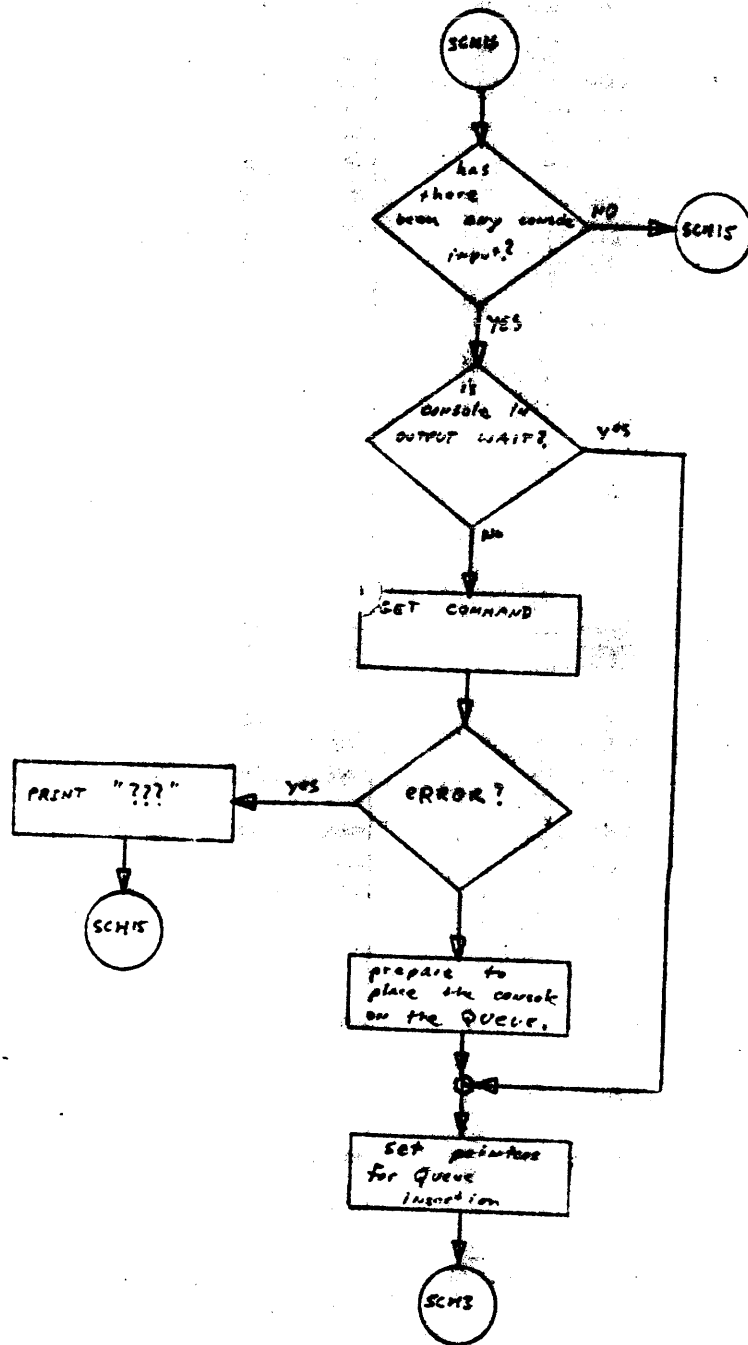 SCH16
has
there
been any console
input?
NO
SCH15
YES
is
console in
OUTPUT WAIT?
yes
No
GET COMMAND
ERROR?
yes
PRINT "???"
SCH15
prepare to
place the console
on the Queue.
set pointers
for Queue
insertion
SCH3